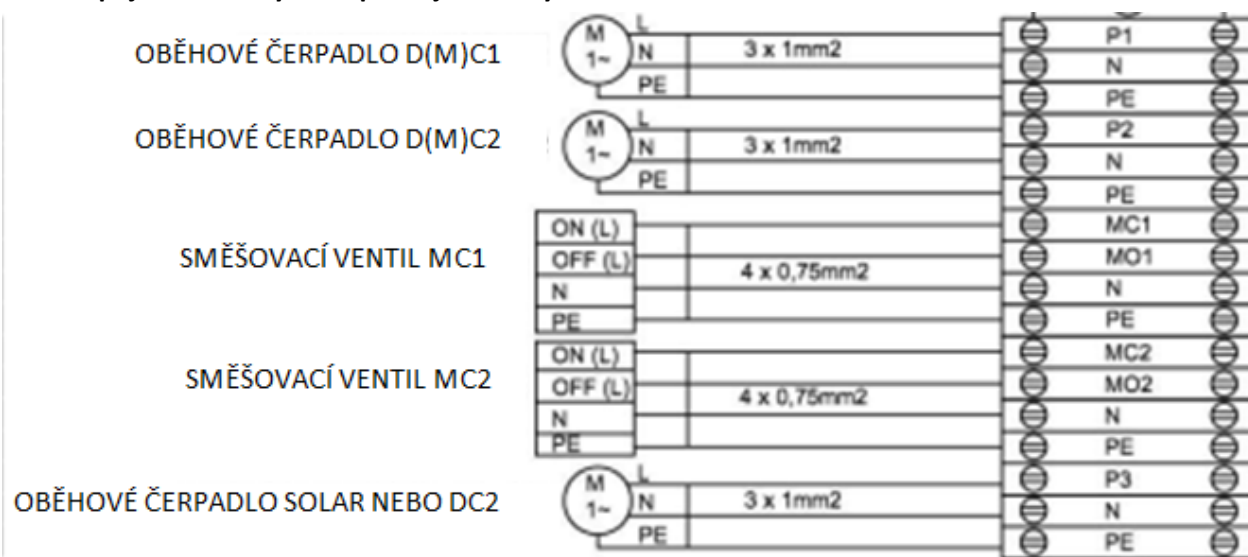 OBĚHOVÉ ČERPADLO D(M)C1
M
1~
L
N
PE
3 x 1mm2
P1
N
PE
OBĚHOVÉ ČERPADLO D(M)C2
M
1~
L
N
PE
3 x 1mm2
P2
N
PE
SMĚŠOVACÍ VENTIL MC1
ON (L)
OFF (L)
N
PE
4 x 0,75mm2
MC1
MO1
N
PE
SMĚŠOVACÍ VENTIL MC2
ON (L)
OFF (L)
N
PE
4 x 0,75mm2
MC2
MO2
N
PE
OBĚHOVÉ ČERPADLO SOLAR NEBO DC2
M
1~
L
N
PE
3 x 1mm2
P3
N
PE